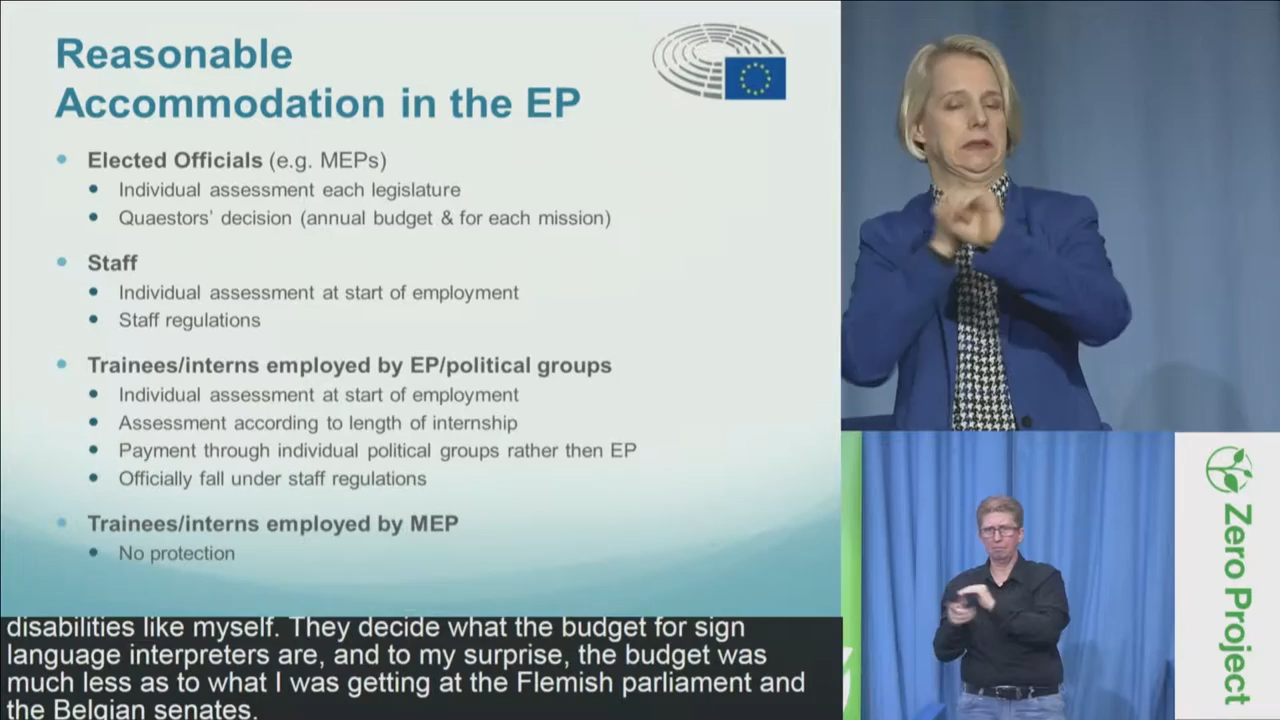 Reasonable
Accommodation in the EP
• Elected Officials (e.g. MEPs)
• Individual assessment each legislature
• Quaestors' decision (annual budget & for each mission)
• Staff
• Individual assessment at start of employment
• Staff regulations
• Trainees/interns employed by EP/political groups
• Individual assessment at start of employment
• Assessment according to length of internship
• Payment through individual political groups rather then EP
• Officially fall under staff regulations
• Trainees/interns employed by MEP
• No protection
disabilities like myself. They decide what the budget for sign
language interpreters are, and to my surprise, the budget was
much less as to what I was getting at the Flemish parliament and
the Belgian senates.
Zero Project